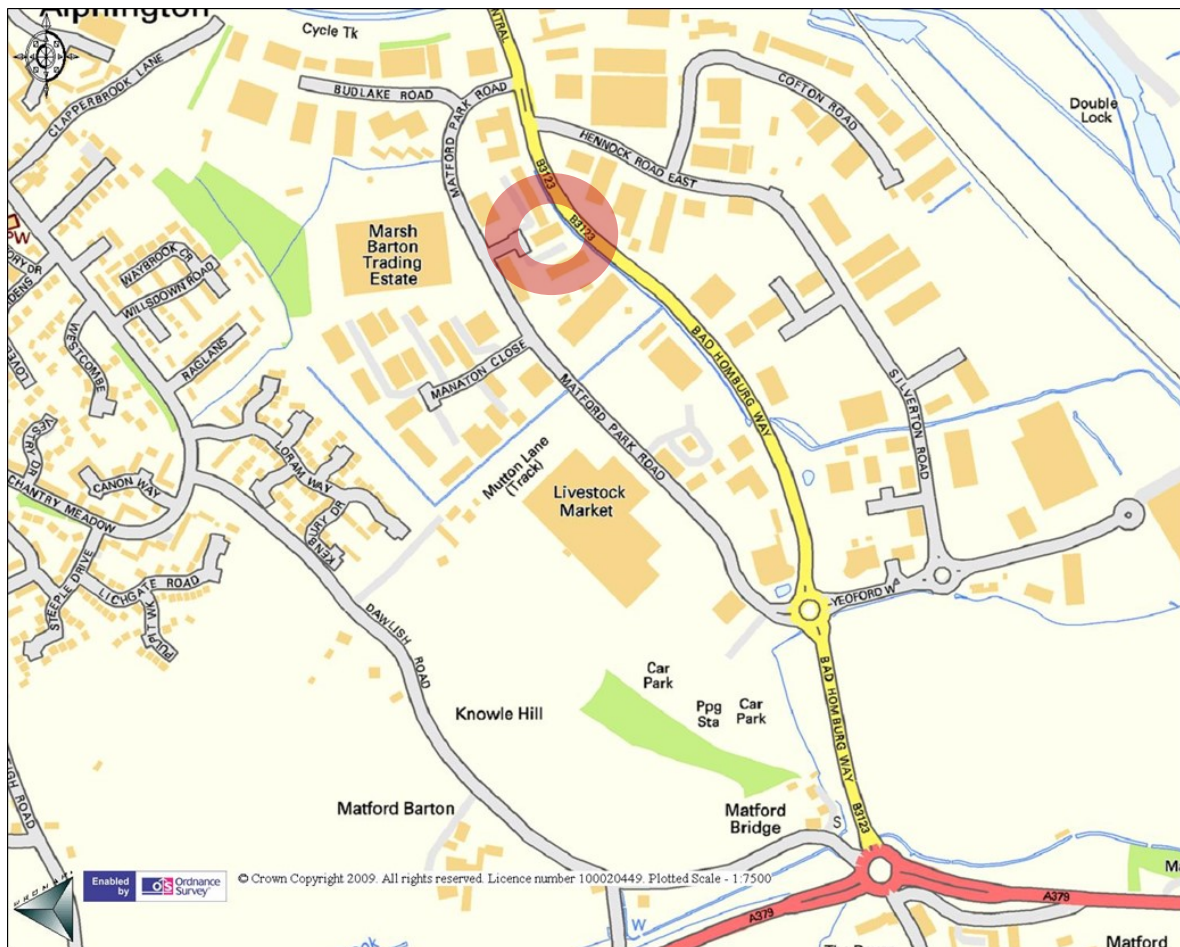 Alphington
Cycle Tk
CENTRAL
CLAPPERBROOK LANE
BUDLAKE ROAD
MATFORD PARK ROAD
COFTON ROAD
Double
Lock
HENNOCK ROAD EAST
B3123
B3123
PW
Marsh
Barton
Trading
Estate
WAYBROOK CR
WILLSDOWN ROAD
WESTCOMBE
RAGLANS
MANATON CLOSE
MATFORD PARK ROAD
BAD HOMBURG WAY
SILVERTON ROAD
VESTRY DR
CHANTRY MEADOW
CANON WAY
LORIAM WAY
KENBURY DR
Mutton Lane
(Track)
Livestock
Market
STEEPLE DRIVE
LICHGATE ROAD
PULPIT WK
YEOFORD W
DAWLISH
ROAD
Car
Park
Ppg
Sta
Car
Park
Knowle Hill
BAD HOMBURG WAY
B3123
Matford Barton
Matford
Bridge
S
Enabled
by
OS Ordnance
Survey
© Crown Copyright 2009. All rights reserved. Licence number 100020449. Plotted Scale - 1:7500
W
A379
A379
Matford